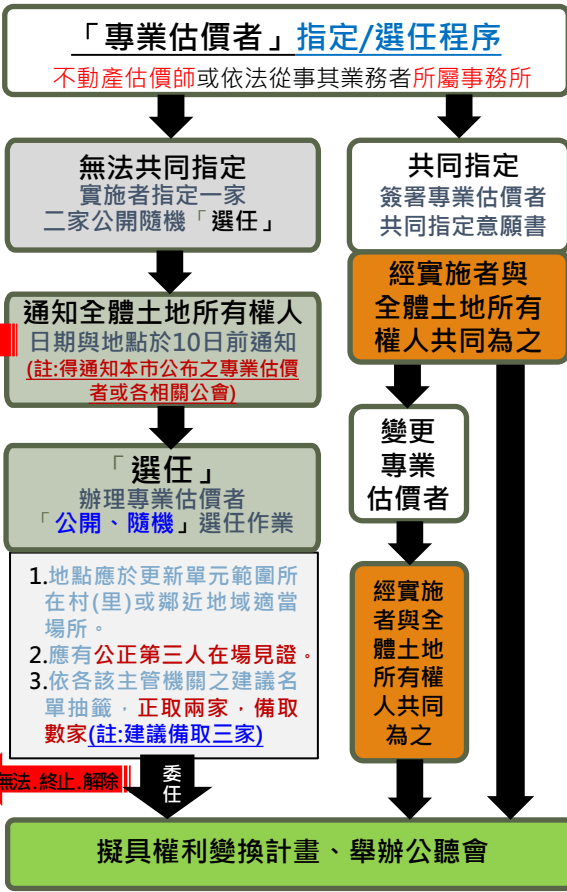 「專業估價者」指定/選任程序
不動產估價師或依法從事其業務者所屬事務所
無法共同指定
實施者指定一家
二家公開隨機「選任」
通知全體土地所有權人
日期與地點於10日前通知
(註:得通知本市公布之專業估價
者或各相關公會)
「選任」
辦理專業估價者
「公開、隨機」選任作業
1.地點應於更新單元範圍所
在村(里)或鄰近地域適當
場所。
2.應有公正第三人在場見證。
3.依各該主管機關之建議名
單抽籤，正取兩家，備取
數家(註:建議備取三家)
無法.終止.解除
委任
共同指定
簽署專業估價者
共同指定意願書
經實施者與
全體土地所有
權人共同為之
變更
專業
估價者
經實施
者與全
體土地
所有權
人共同
為之
擬具權利變換計畫、舉辦公聽會